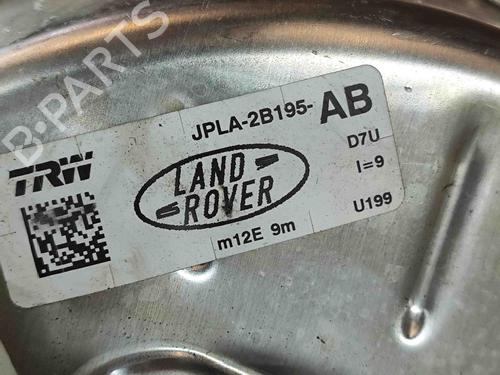 B-PARTS
JPLA-2B195- AB
TRW
LAND
ROVER
D7U
I=9
U199
m12E 9m